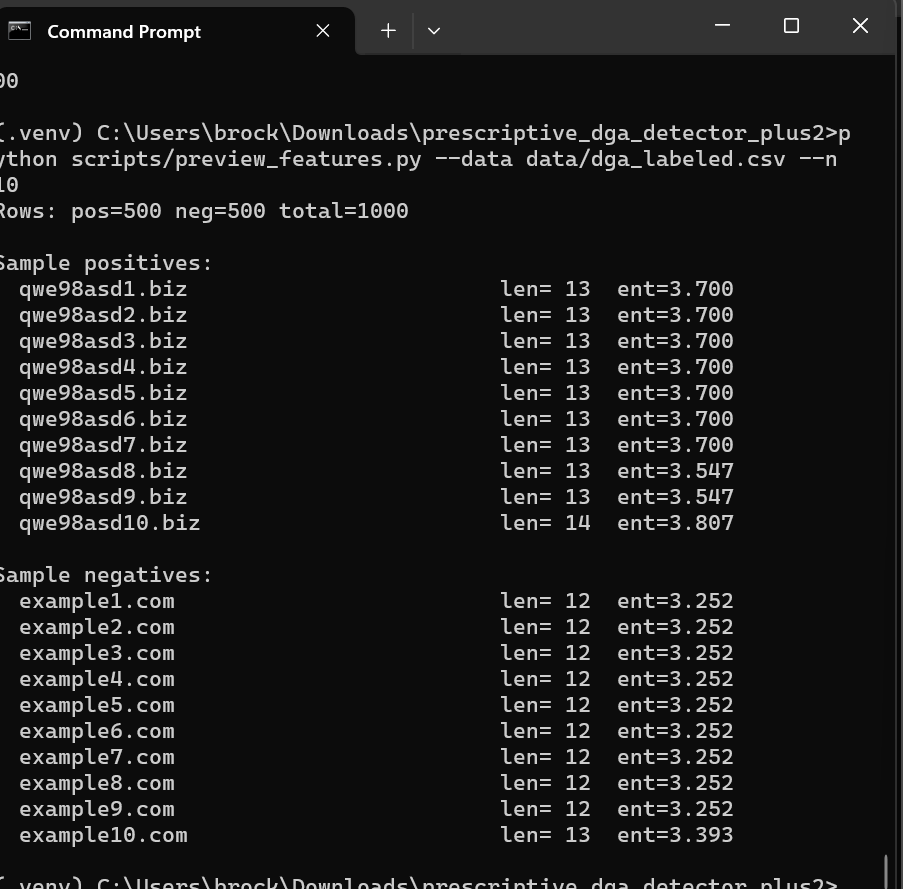 Command Prompt
00
(.venv) C:\Users\brock\Downloads\prescriptive_dga_detector_plus2>p
ython scripts/preview_features.py --data data/dga_labeled.csv --n
10
Rows: pos=500 neg=500 total=1000
Sample positives:
qwe98asd1.biz len= 13 ent=3.700
qwe98asd2.biz len= 13 ent=3.700
qwe98asd3.biz len= 13 ent=3.700
qwe98asd4.biz len= 13 ent=3.700
qwe98asd5.biz len= 13 ent=3.700
qwe98asd6.biz len= 13 ent=3.700
qwe98asd7.biz len= 13 ent=3.700
qwe98asd8.biz len= 13 ent=3.547
qwe98asd9.biz len= 13 ent=3.547
qwe98asd10.biz len= 14 ent=3.807
Sample negatives:
example1.com len= 12 ent=3.252
example2.com len= 12 ent=3.252
example3.com len= 12 ent=3.252
example4.com len= 12 ent=3.252
example5.com len= 12 ent=3.252
example6.com len= 12 ent=3.252
example7.com len= 12 ent=3.252
example8.com len= 12 ent=3.252
example9.com len= 12 ent=3.252
example10.com len= 13 ent=3.393
(.venv) C:\Users\brock\Downloads\prescriptive_dga_detector_plus2>